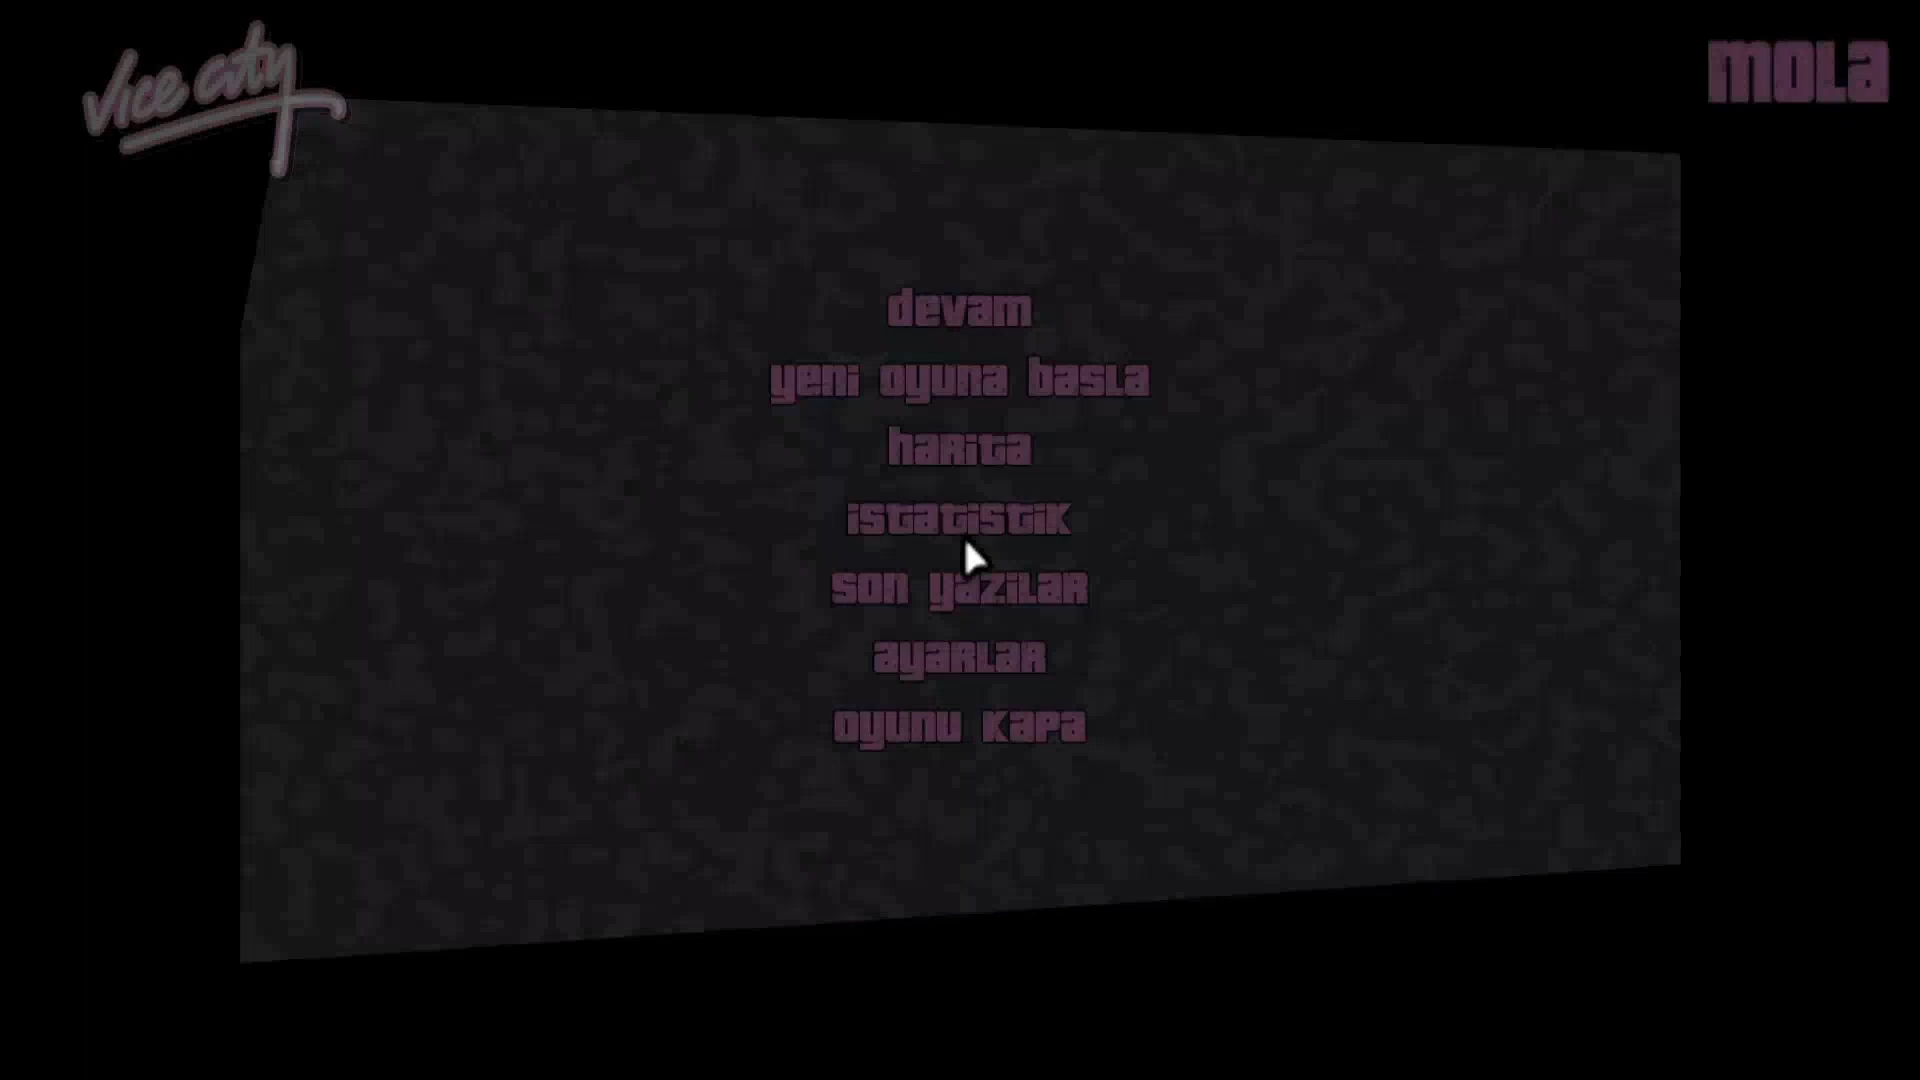 vice city
MOLA
devam
yeni oyuna basla
harita
istatistik
son yazilar
ayarlar
oyunu kapa